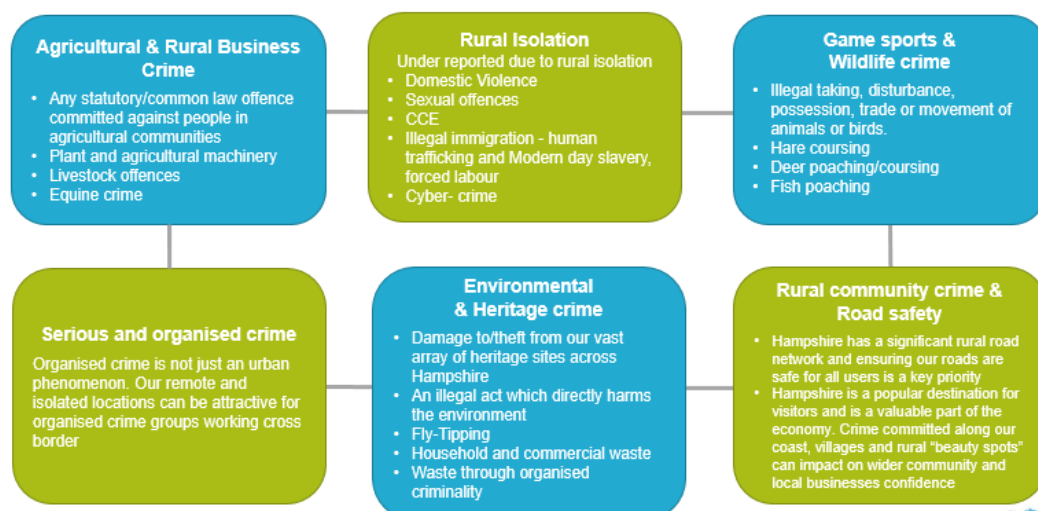 Agricultural & Rural Business
Crime
• Any statutory/common law offence
committed against people in
agricultural communities
• Plant and agricultural machinery
• Livestock offences
• Equine crime
Rural Isolation
Under reported due to rural isolation
• Domestic Violence
• Sexual offences
• CCE
• Illegal immigration - human
trafficking and Modern day slavery,
forced labour
• Cyber- crime
Game sports &
Wildlife crime
• Illegal taking, disturbance,
possession, trade or movement of
animals or birds.
• Hare coursing
• Deer poaching/coursing
• Fish poaching
Serious and organised crime
Organised crime is not just an urban
phenomenon. Our remote and
isolated locations can be attractive for
organised crime groups working cross
border
Environmental
& Heritage crime
• Damage to/theft from our vast
array of heritage sites across
Hampshire
• An illegal act which directly harms
the environment
• Fly-Tipping
• Household and commercial waste
• Waste through organised
criminality
Rural community crime &
Road safety
• Hampshire has a significant rural road
network and ensuring our roads are
safe for all users is a key priority
• Hampshire is a popular destination for
visitors and is a valuable part of the
economy. Crime committed along our
coast, villages and rural “beauty spots”
can impact on wider community and
local businesses confidence